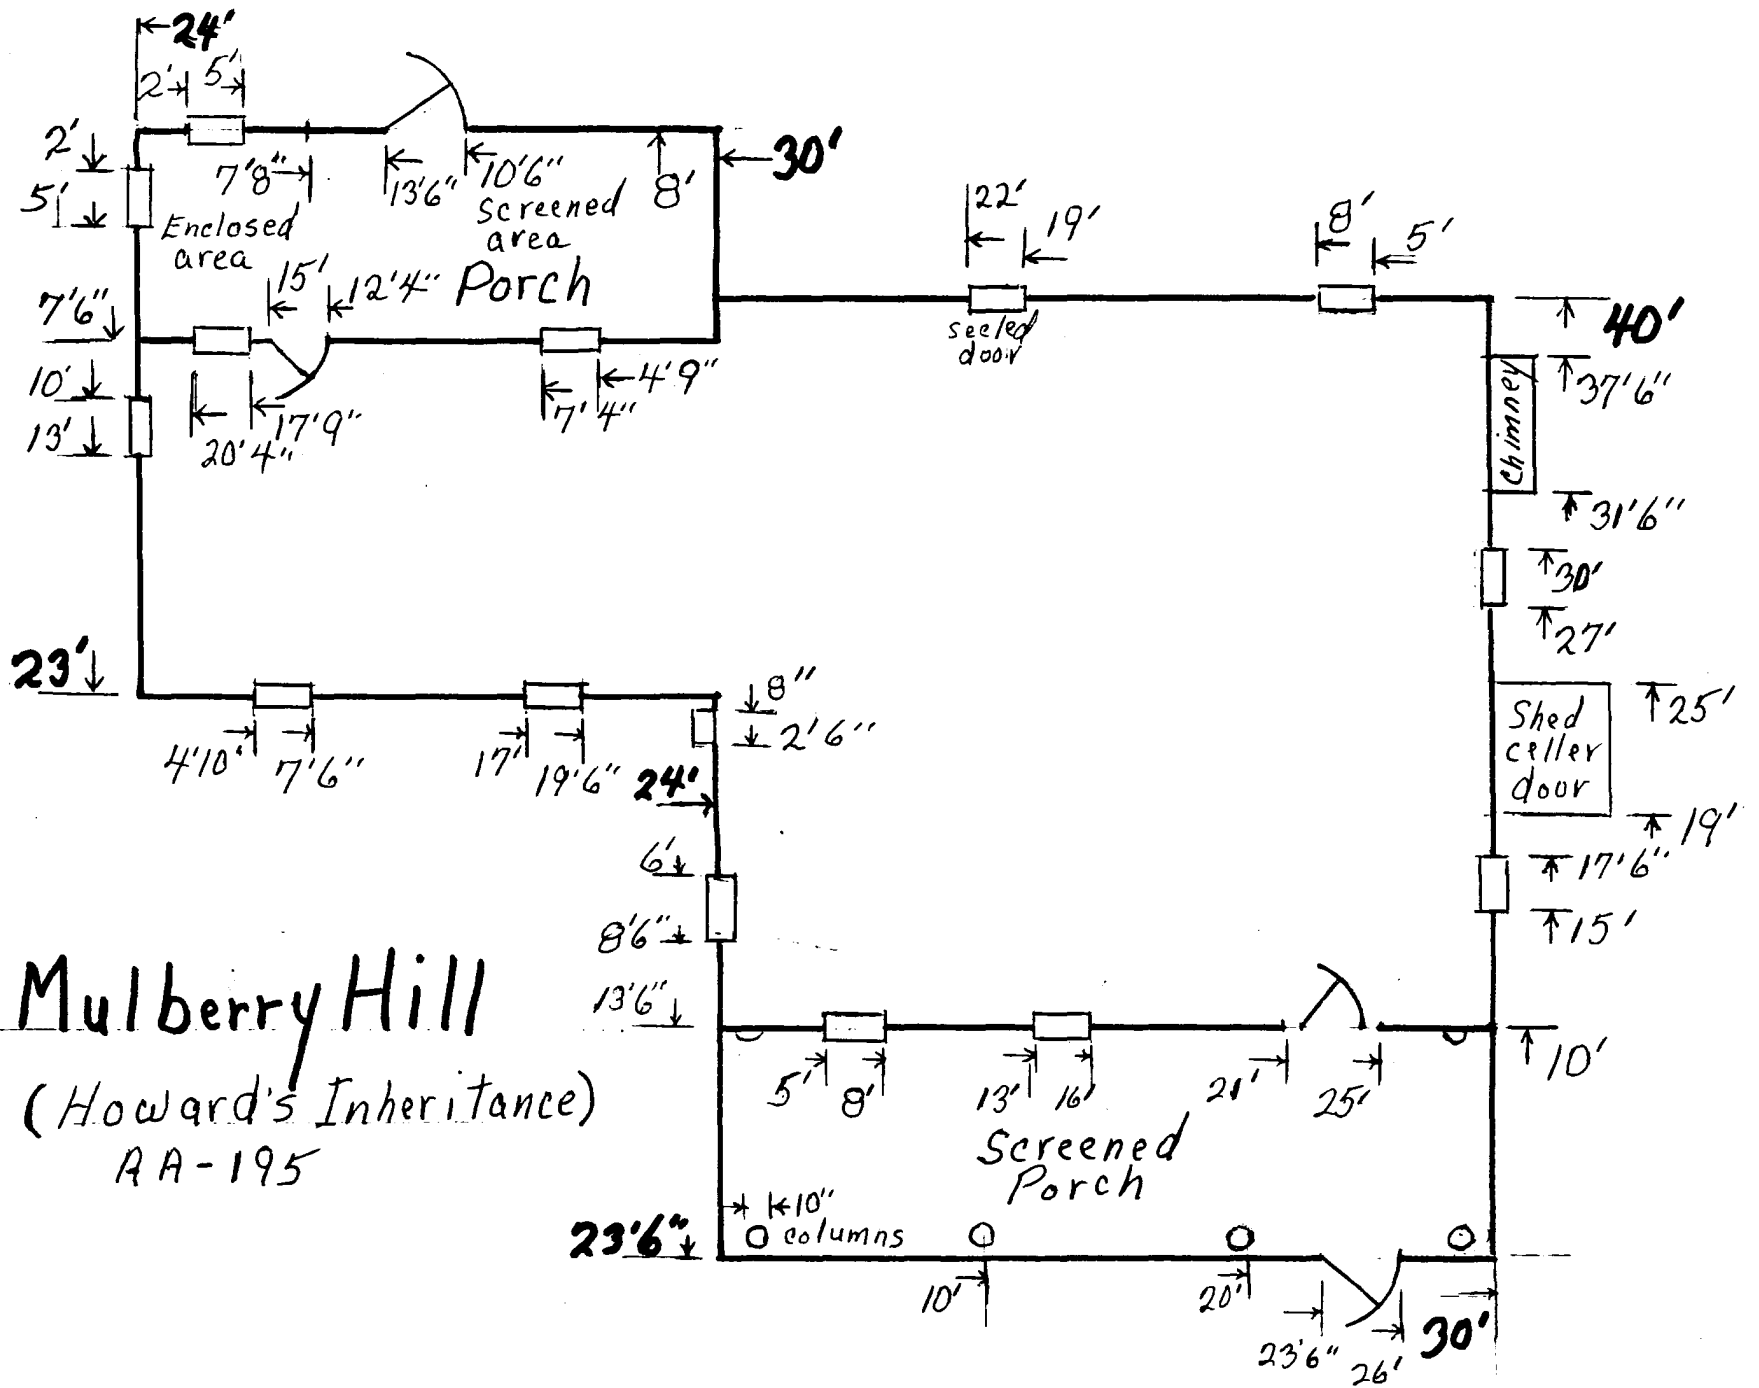 24'
2' 5'
2'
5'
7'8"
13'6" 10'6"
8'
30'
Enclosed
area
Screened
area
Porch
22' 19'
8' 5'
15' 12'4"
7'6"
10'
13'
20'4" 17'9"
7'4" 4'9"
seeled
door
40'
37'6"
Chimney
31'6"
30'
27'
23'
4'10" 7'6"
17' 19'6"
8"
2'6"
24'
25'
Shed
celler
door
19'
17'6"
15'
6'
8'6"
13'6"
Mulberry Hill
(Howard's Inheritance)
AA-195
5' 8'
13' 16'
21' 25'
10'
Screened
Porch
10"
columns
23'6"
10'
20'
23'6" 26'
30'